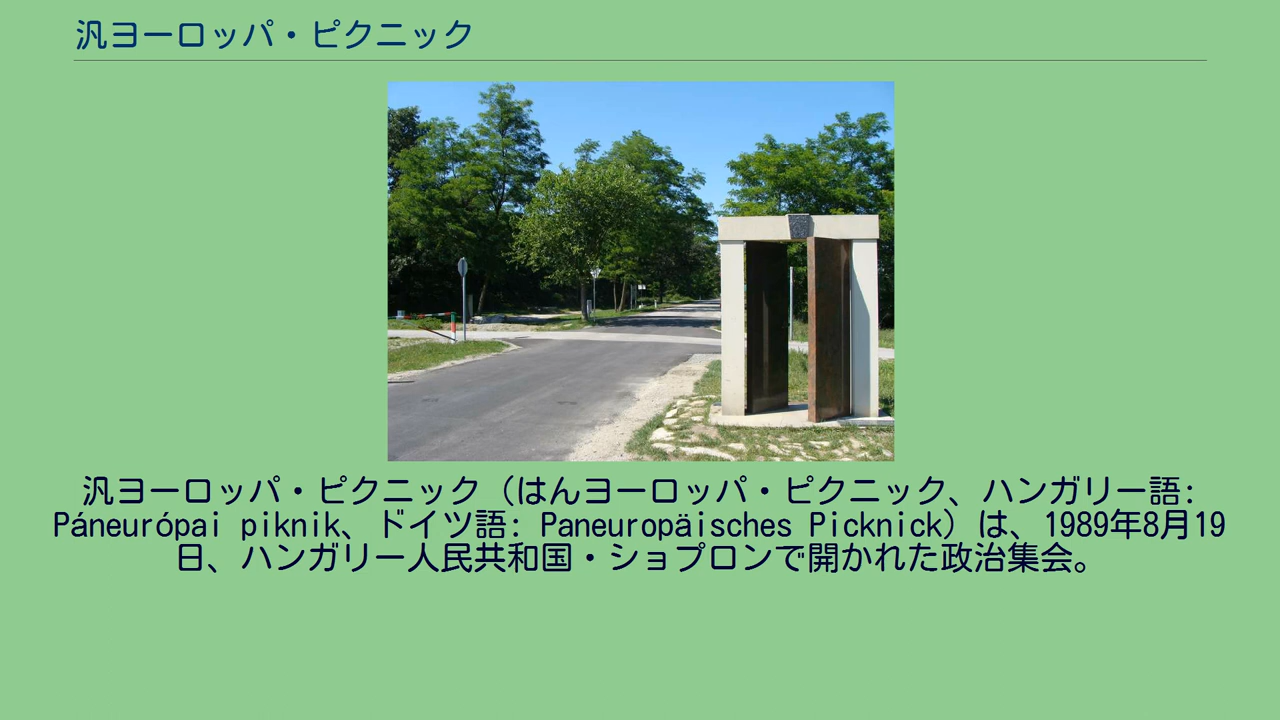 汎ヨーロッパ・ピクニック
汎ヨーロッパ・ピクニック（はんヨーロッパ・ピクニック、ハンガリー語:
Páneurópai piknik、ドイツ語: Paneuropäisches Picknick）は、1989年8月19
日、ハンガリー人民共和国・ショプロンで開かれた政治集会。